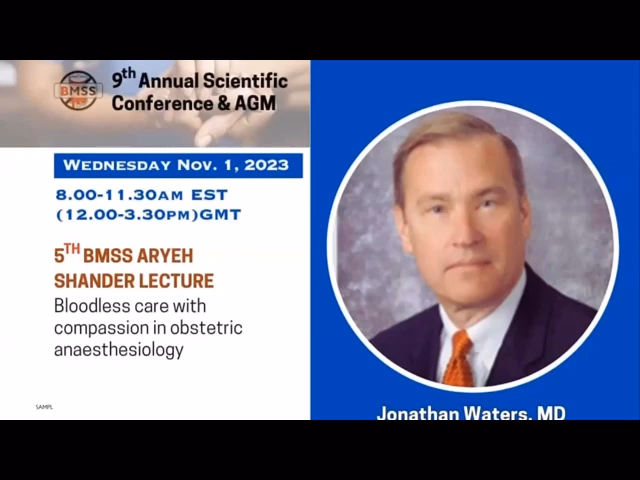 BMSS
9th Annual Scientific
Conference & AGM
WEDNESDAY NOV. 1, 2023
8.00-11.30AM EST
(12.00-3.30PM)GMT
5TH BMSS ARYEH
SHANDER LECTURE
Bloodless care with
compassion in obstetric
anaesthesiology
SAMPL
Jonathan Waters, MD